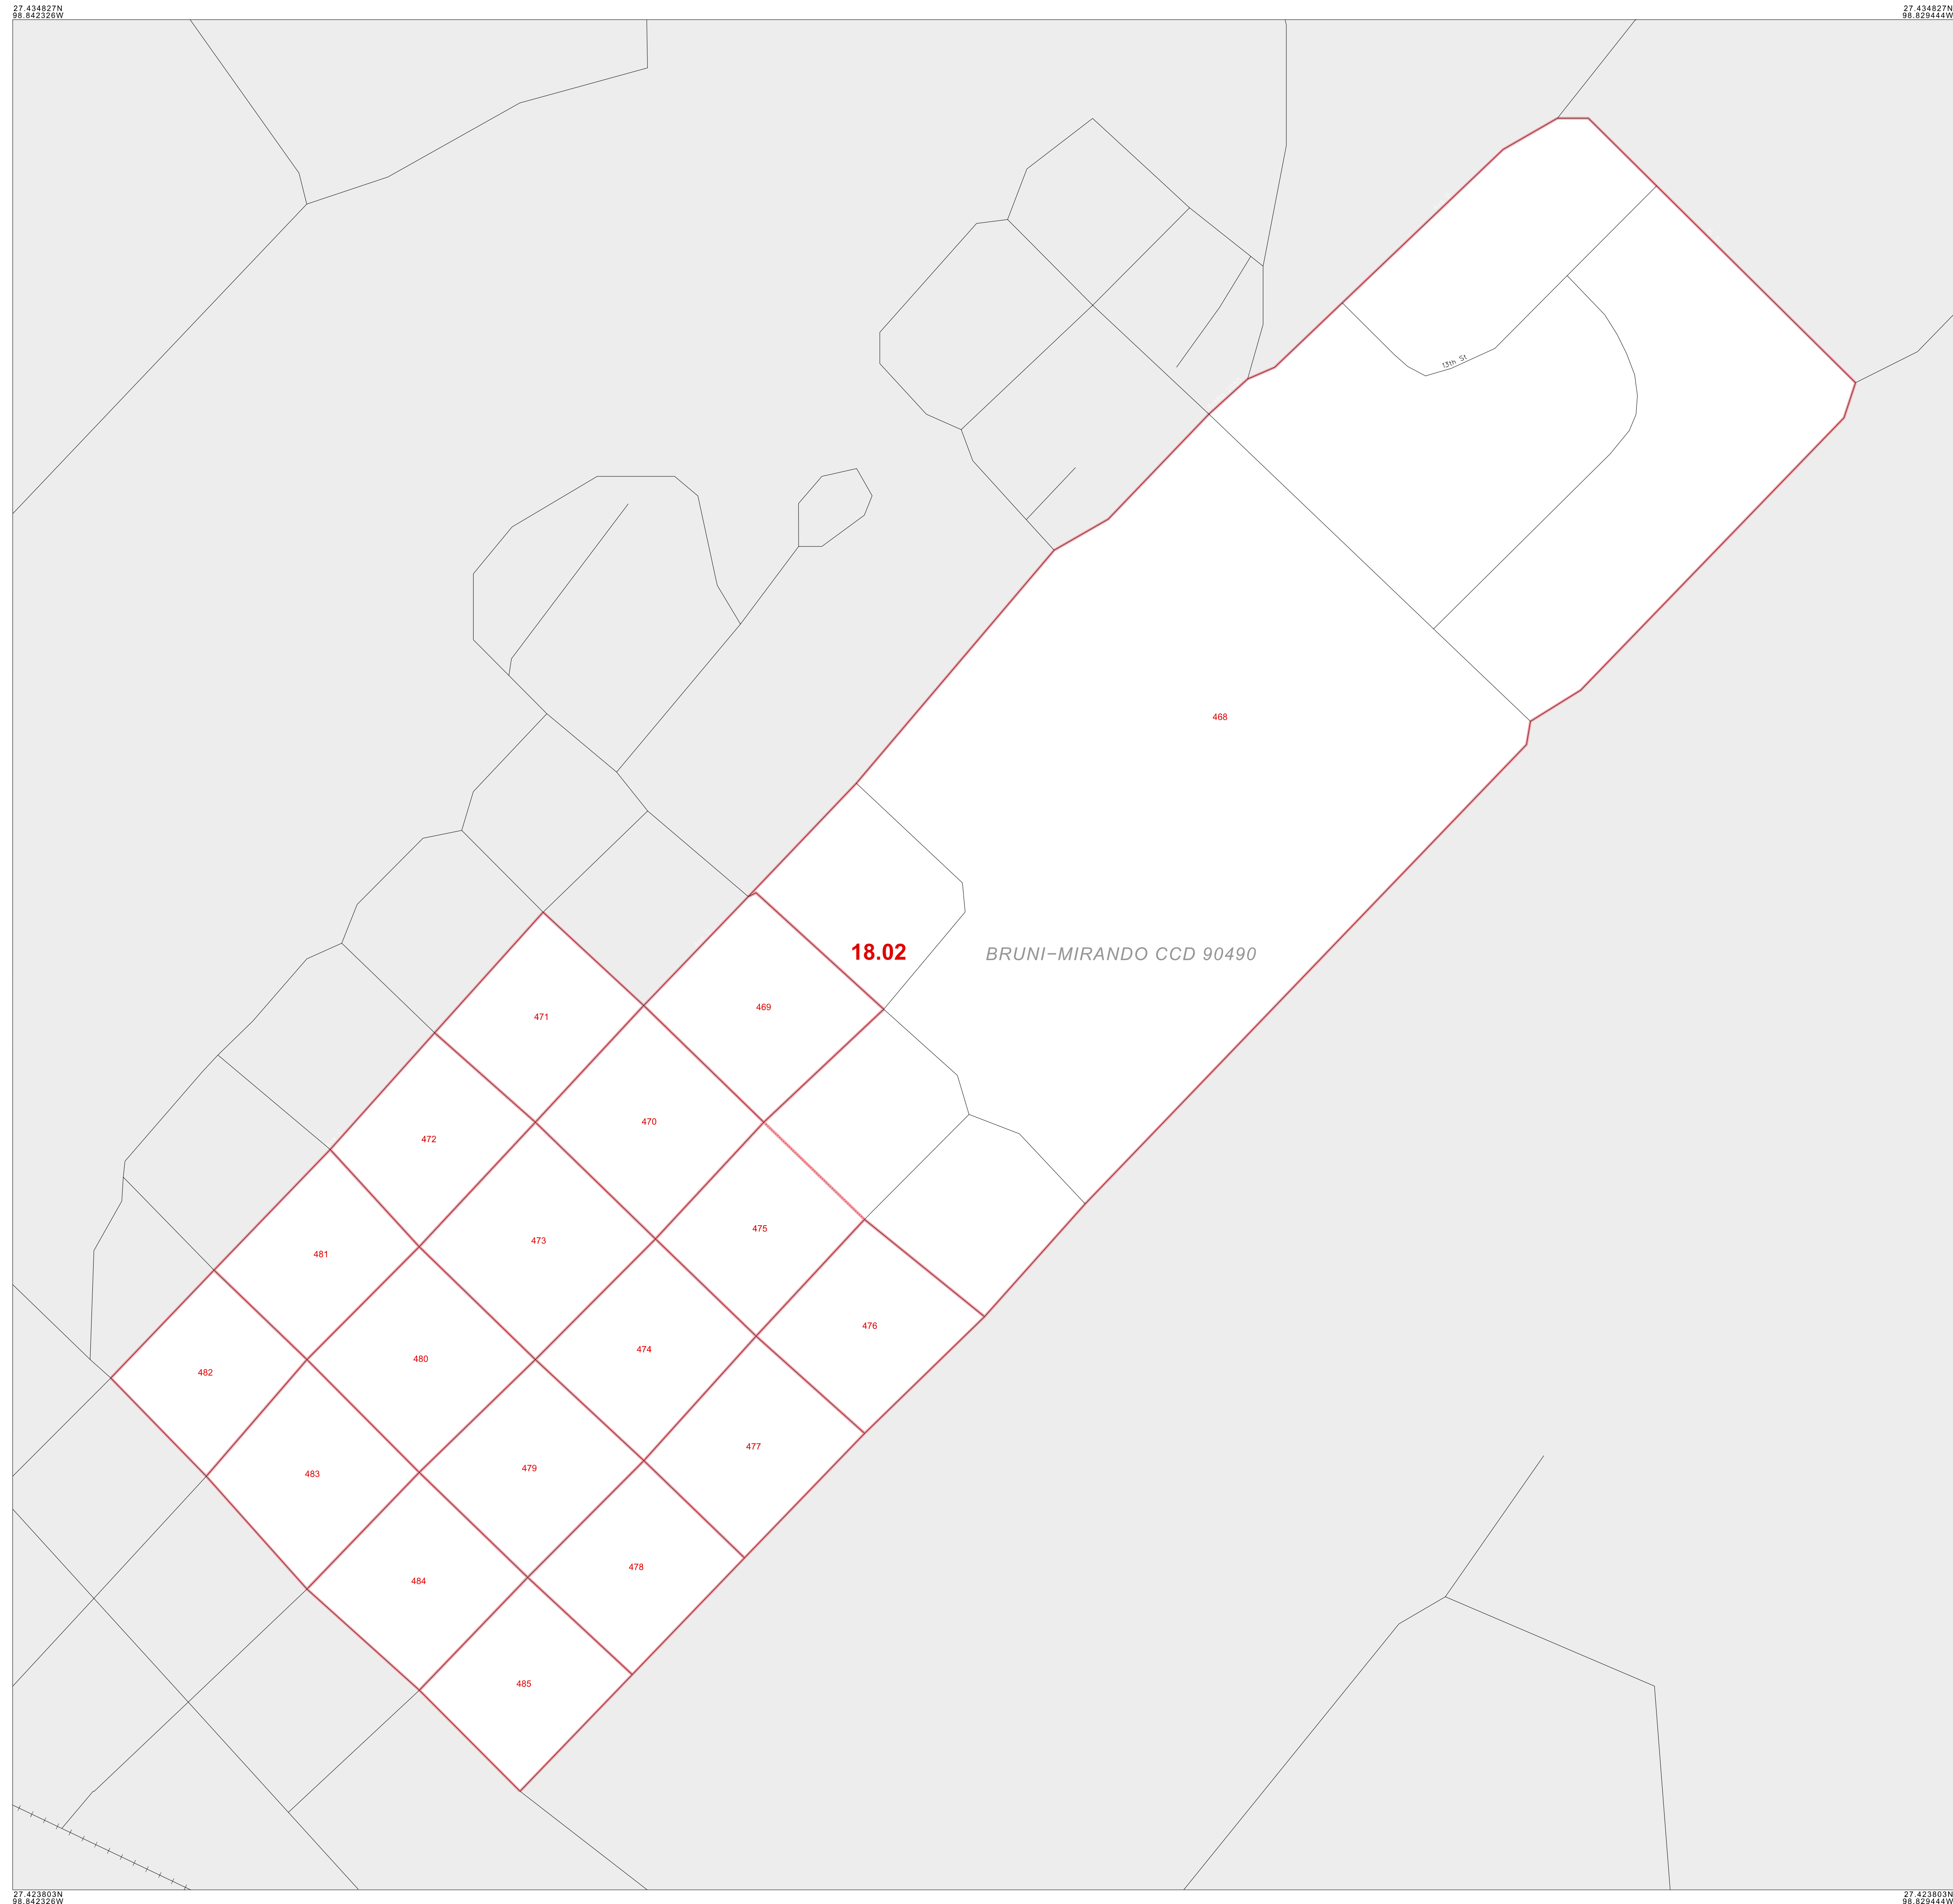 27.434827N
98.842326W
27.434827N
98.829444W
13th St
468
18.02
BRUNI-MIRANDO CCD 90490
469
471
470
472
475
473
481
476
474
480
482
477
479
483
478
484
485
27.423803N
98.842326W
27.423803N
98.829444W